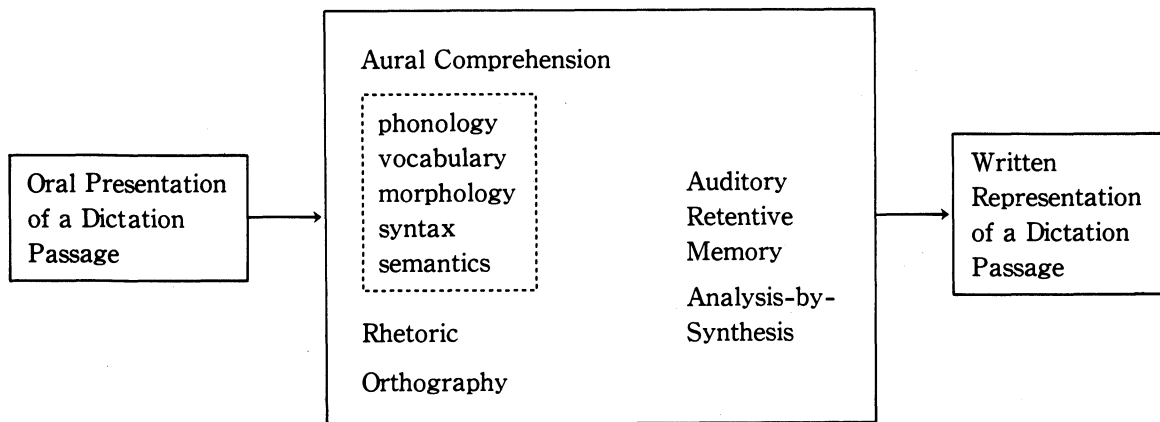 Oral Presentation
of a Dictation
Passage
Aural Comprehension
phonology
vocabulary
morphology
syntax
semantics
Rhetoric
Orthography
Auditory
Retentive
Memory
Analysis-by-
Synthesis
Written
Representation
of a Dictation
Passage